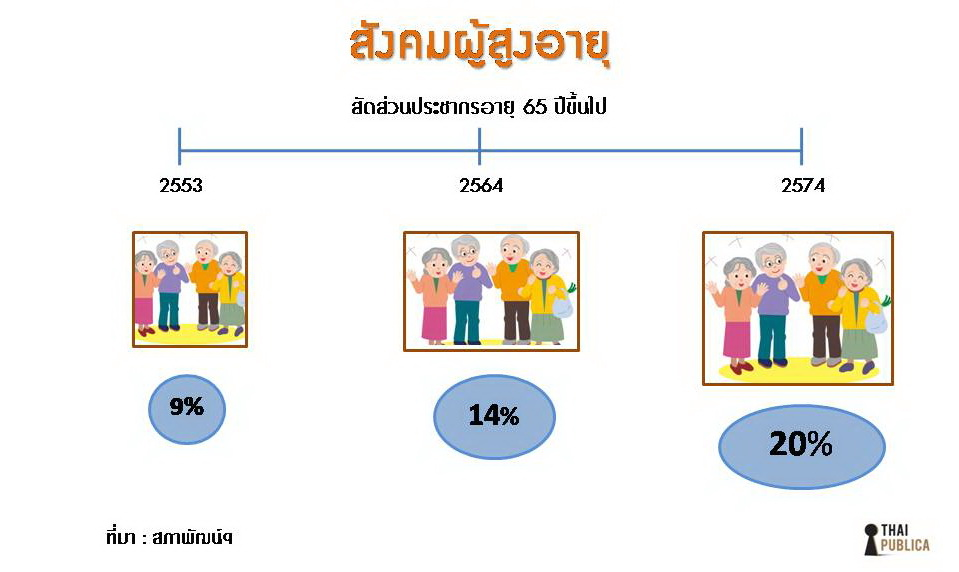 สังคมผู้สูงอายุ
สัดส่วนประชากรอายุ 65 ปีขึ้นไป
2553 2564 2574
9% 14% 20%
ที่มา : สภาพัฒน์ฯ
THAI
PUBLICA